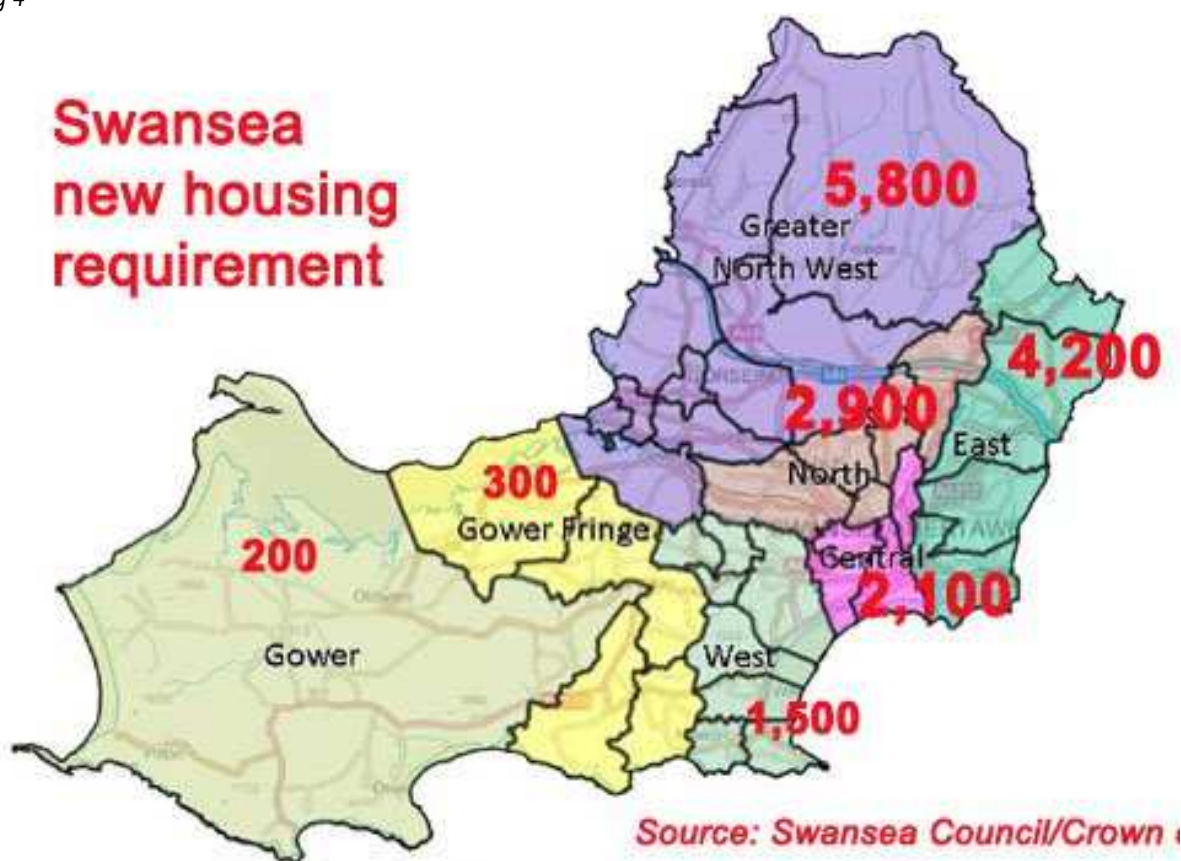 g 4
Swansea
new housing
requirement
5,800
Greater
North West
4,200
2,900
East
North
300
Gower Fringe
200
Central
2,100
Gower
West
1,500
Source: Swansea Council/Crown